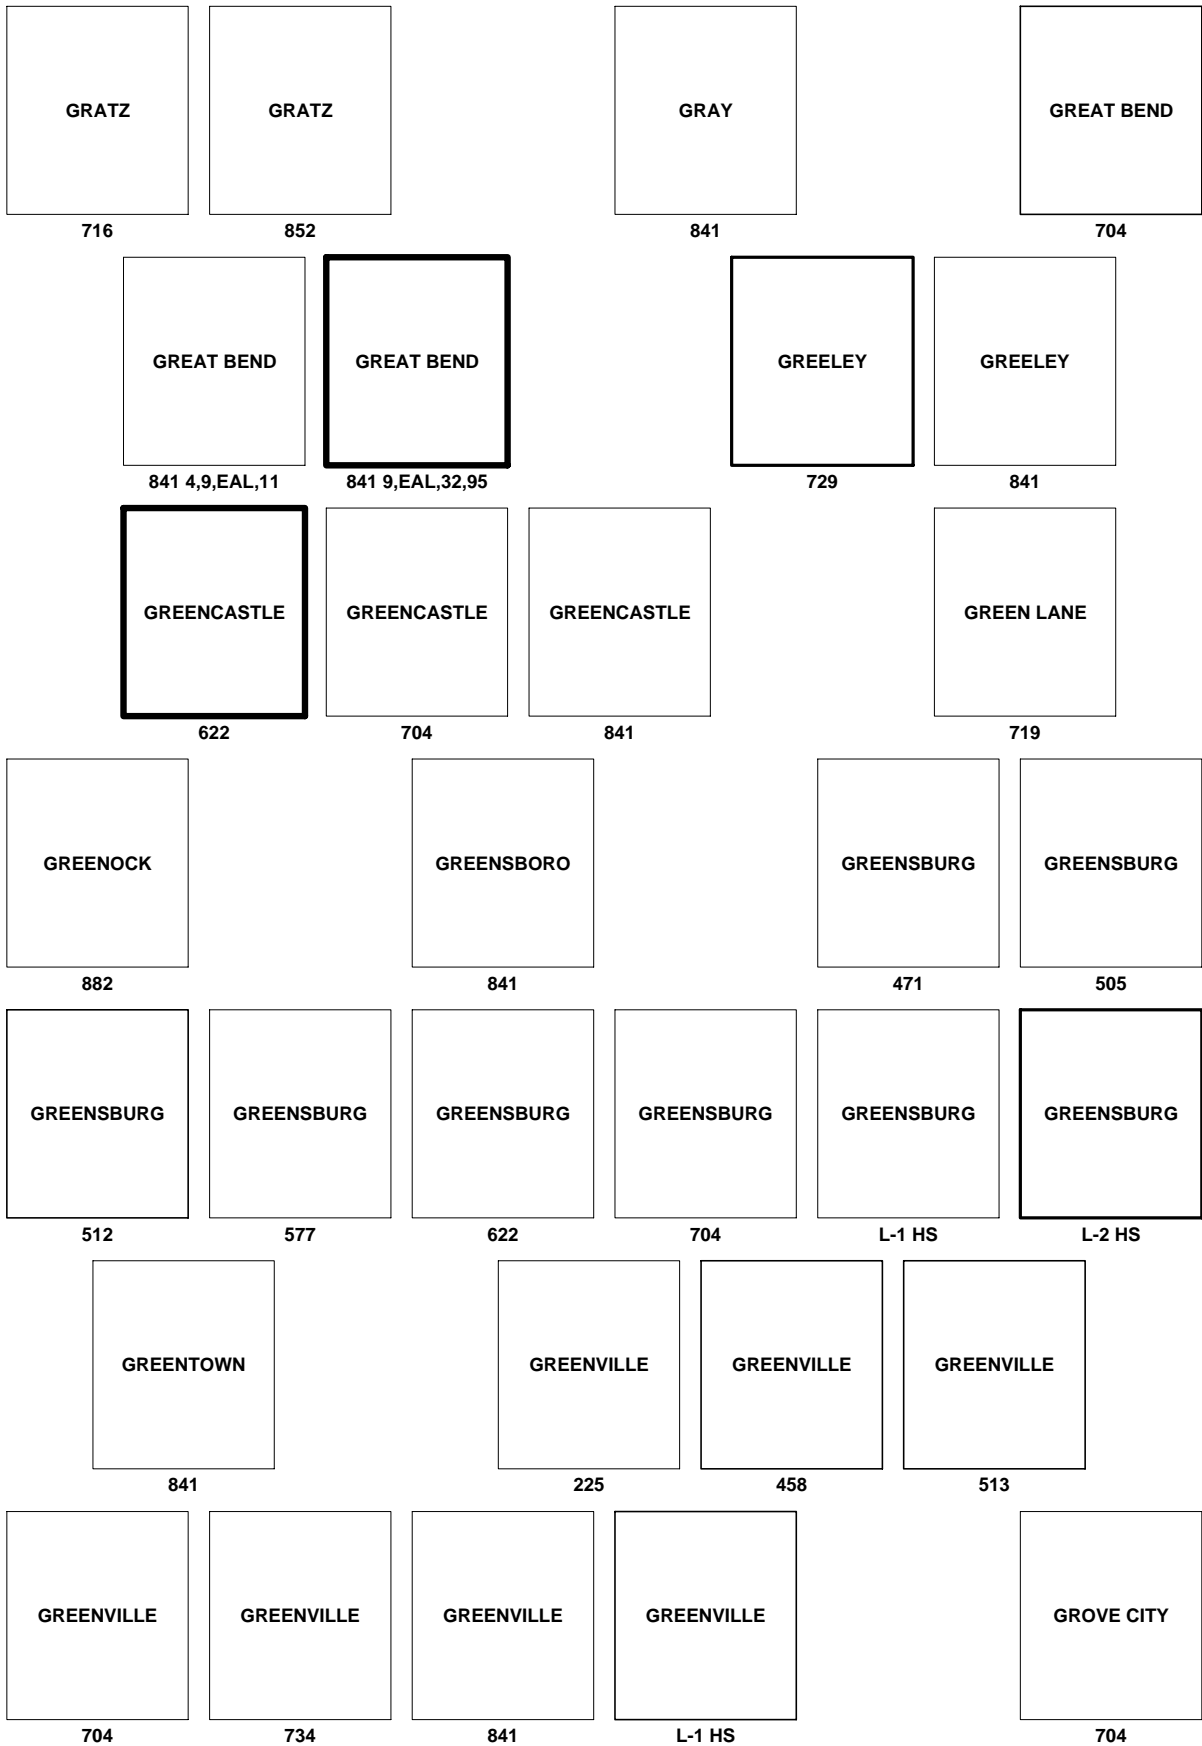 GRATZ GRATZ GRAY GREAT BEND
716 852 841 704
GREAT BEND GREAT BEND GREELEY GREELEY
841 4,9,EAL,11 841 9,EAL,32,95 729 841
GREENCASTLE GREENCASTLE GREENCASTLE GREEN LANE
622 704 841 719
GREENOCK GREENSBORO GREENSBURG GREENSBURG
882 841 471 505
GREENSBURG GREENSBURG GREENSBURG GREENSBURG GREENSBURG GREENSBURG
512 577 622 704 L-1 HS L-2 HS
GREENTOWN GREENVILLE GREENVILLE GREENVILLE
841 225 458 513
GREENVILLE GREENVILLE GREENVILLE GREENVILLE GROVE CITY
704 734 841 L-1 HS 704